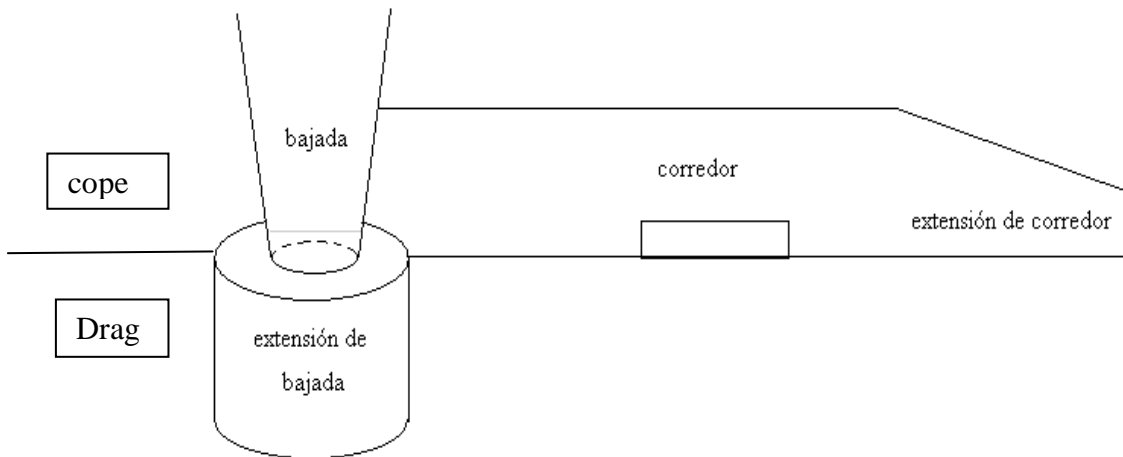 bajada
corredor
cope
extensión de corredor
Drag
extensión de
bajada